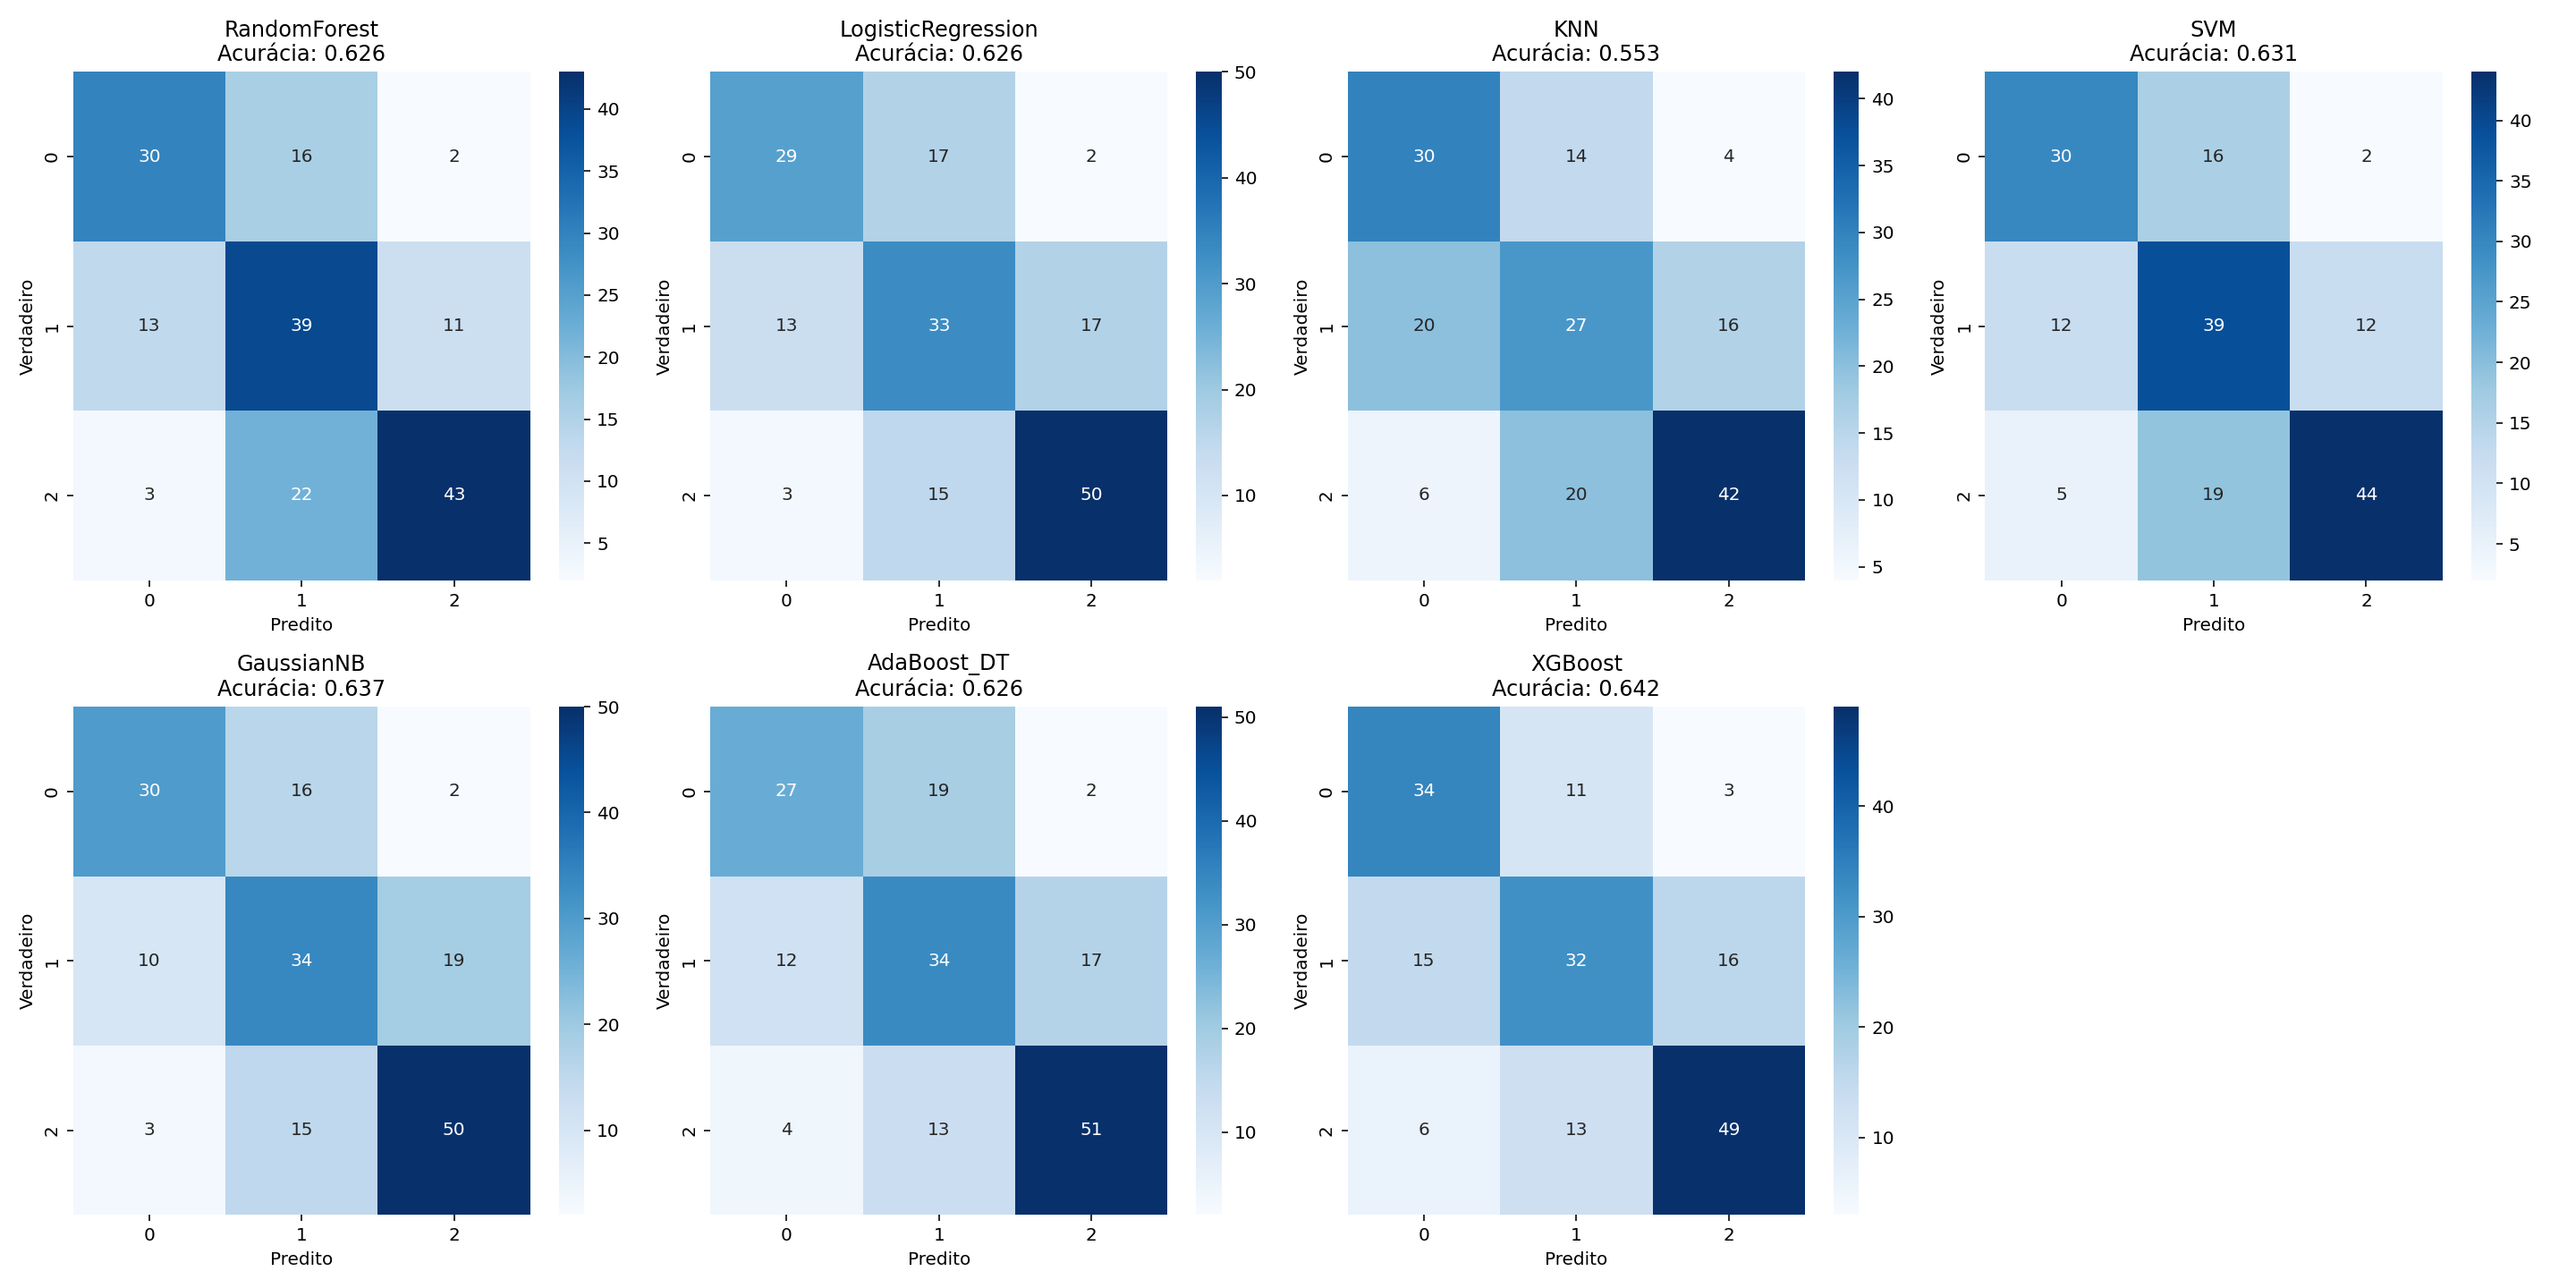 RandomForest
Acurácia: 0.626
0 30 16 2
1 13 39 11
2 3 22 43
0 1 2
Predito
Verdadeiro
40
35
30
25
20
15
10
5
LogisticRegression
Acurácia: 0.626
0 29 17 2
1 13 33 17
2 3 15 50
0 1 2
Predito
Verdadeiro
50
40
30
20
10
KNN
Acurácia: 0.553
0 30 14 4
1 20 27 16
2 6 20 42
0 1 2
Predito
Verdadeiro
40
35
30
25
20
15
10
5
SVM
Acurácia: 0.631
0 30 16 2
1 12 39 12
2 5 19 44
0 1 2
Predito
Verdadeiro
40
35
30
25
20
15
10
5
GaussianNB
Acurácia: 0.637
0 30 16 2
1 10 34 19
2 3 15 50
0 1 2
Predito
Verdadeiro
50
40
30
20
10
AdaBoost_DT
Acurácia: 0.626
0 27 19 2
1 12 34 17
2 4 13 51
0 1 2
Predito
Verdadeiro
50
40
30
20
10
XGBoost
Acurácia: 0.642
0 34 11 3
1 15 32 16
2 6 13 49
0 1 2
Predito
Verdadeiro
40
30
20
10